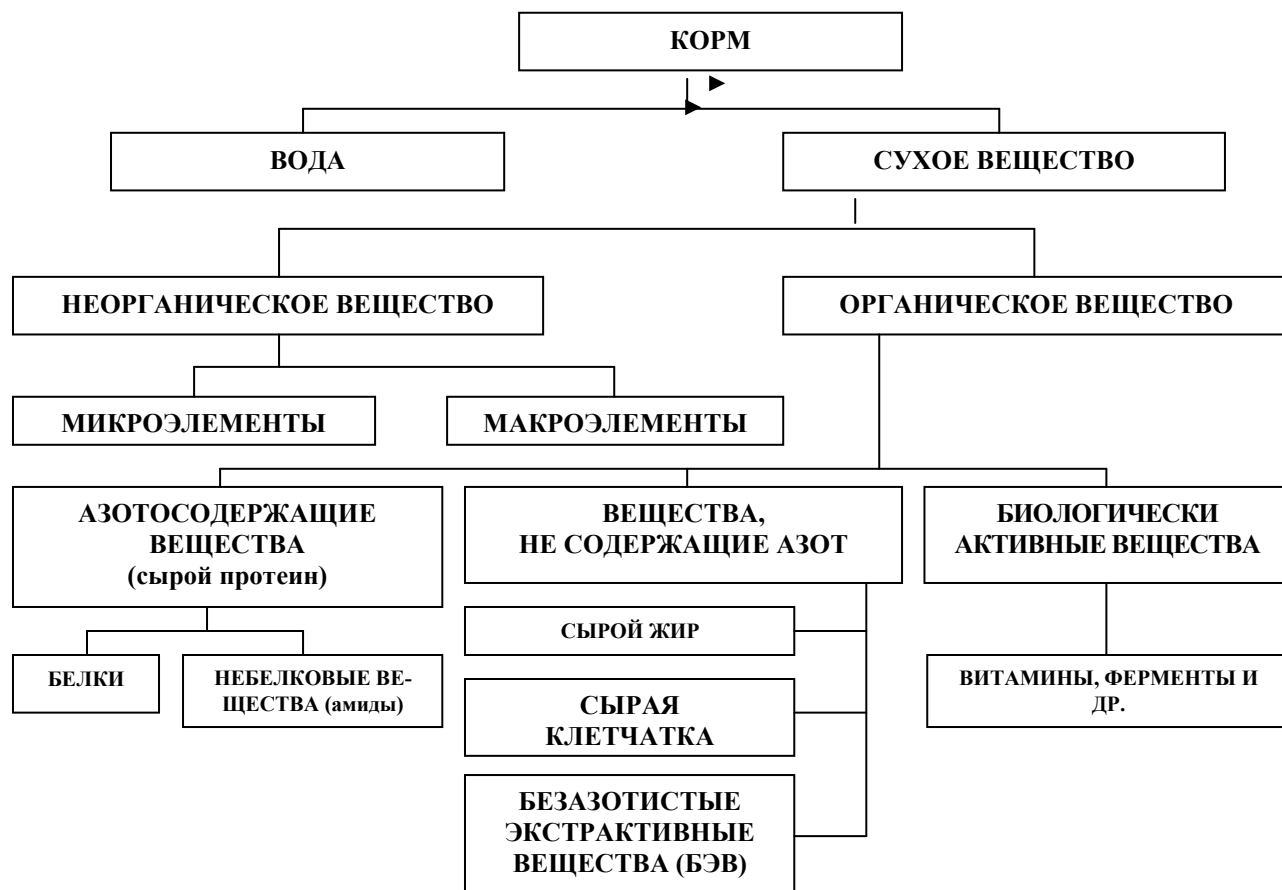 КОРМ
ВОДА
СУХОЕ ВЕЩЕСТВО
НЕОРГАНИЧЕСКОЕ ВЕЩЕСТВО
ОРГАНИЧЕСКОЕ ВЕЩЕСТВО
МИКРОЭЛЕМЕНТЫ
МАКРОЭЛЕМЕНТЫ
АЗОТОСОДЕРЖАЩИЕ
ВЕЩЕСТВА
(сырой протеин)
ВЕЩЕСТВА,
НЕ СОДЕРЖАЩИЕ АЗОТ
БИОЛОГИЧЕСКИ
АКТИВНЫЕ ВЕЩЕСТВА
БЕЛКИ
НЕБЕЛКОВЫЕ ВЕ-
ЩЕСТВА (амиды)
СЫРОЙ ЖИР
СЫРАЯ
КЛЕТЧАТКА
БЕЗАЗОТИСТЫЕ
ЭКСТРАКТИВНЫЕ
ВЕЩЕСТВА (БЭВ)
ВИТАМИНЫ, ФЕРМЕНТЫ И
ДР.